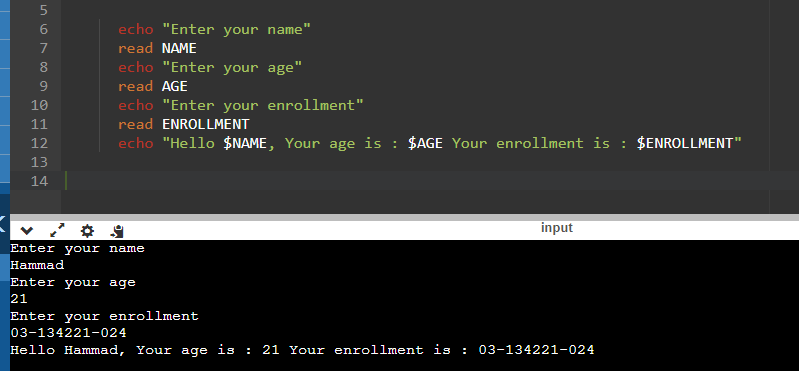 5
6 echo "Enter your name"
7 read NAME
8 echo "Enter your age"
9 read AGE
10 echo "Enter your enrollment"
11 read ENROLLMENT
12 echo "Hello $NAME, Your age is : $AGE Your enrollment is : $ENROLLMENT"
13
14
input
Enter your name
Hammad
Enter your age
21
Enter your enrollment
03-134221-024
Hello Hammad, Your age is : 21 Your enrollment is : 03-134221-024